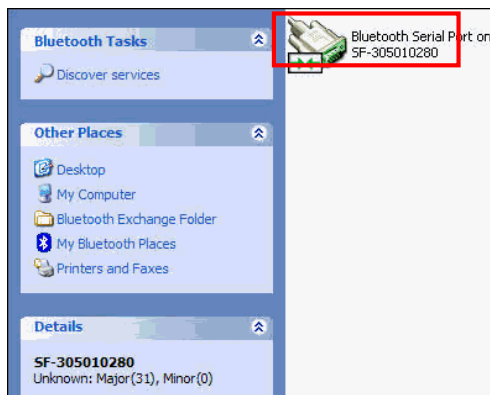 Bluetooth Tasks
Discover services
Other Places
Desktop
My Computer
Bluetooth Exchange Folder
My Bluetooth Places
Printers and Faxes
Details
SF-305010280
Unknown: Major(31), Minor(0)
Bluetooth Serial Port on
SF-305010280